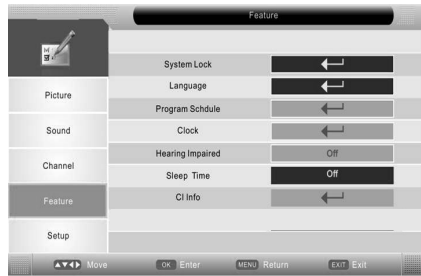 Feature
System Lock
Language
Picture
Program Schdule
Sound
Clock
Hearing Impaired Off
Channel
Sleep Time Off
Feature
CI Info
Setup
Move OK Enter MENU Return EXIT Exit